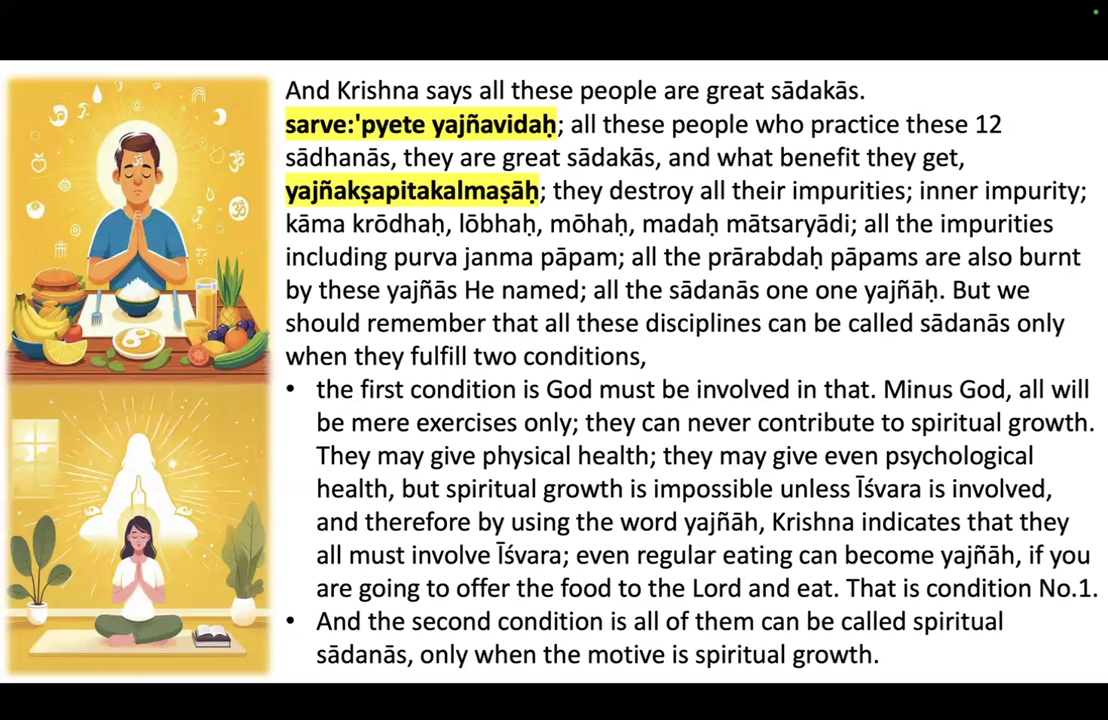 And Krishna says all these people are great sādakās.
sarve:'pyete yajñavidaḥ; all these people who practice these 12
sādhanās, they are great sādakās, and what benefit they get,
yajñakṣapitakalmaṣāḥ; they destroy all their impurities; inner impurity;
kāma krōdhaḥ, lōbhaḥ, mōhaḥ, madaḥ mātsaryādi; all the impurities
including purva janma pāpam; all the prārabdaḥ pāpams are also burnt
by these yajñās He named; all the sādanās one one yajñāḥ. But we
should remember that all these disciplines can be called sādanās only
when they fulfill two conditions,
• the first condition is God must be involved in that. Minus God, all will
be mere exercises only; they can never contribute to spiritual growth.
They may give physical health; they may give even psychological
health, but spiritual growth is impossible unless Īśvara is involved,
and therefore by using the word yajñāh, Krishna indicates that they
all must involve Īśvara; even regular eating can become yajñāh, if you
are going to offer the food to the Lord and eat. That is condition No.1.
• And the second condition is all of them can be called spiritual
sādanās, only when the motive is spiritual growth.